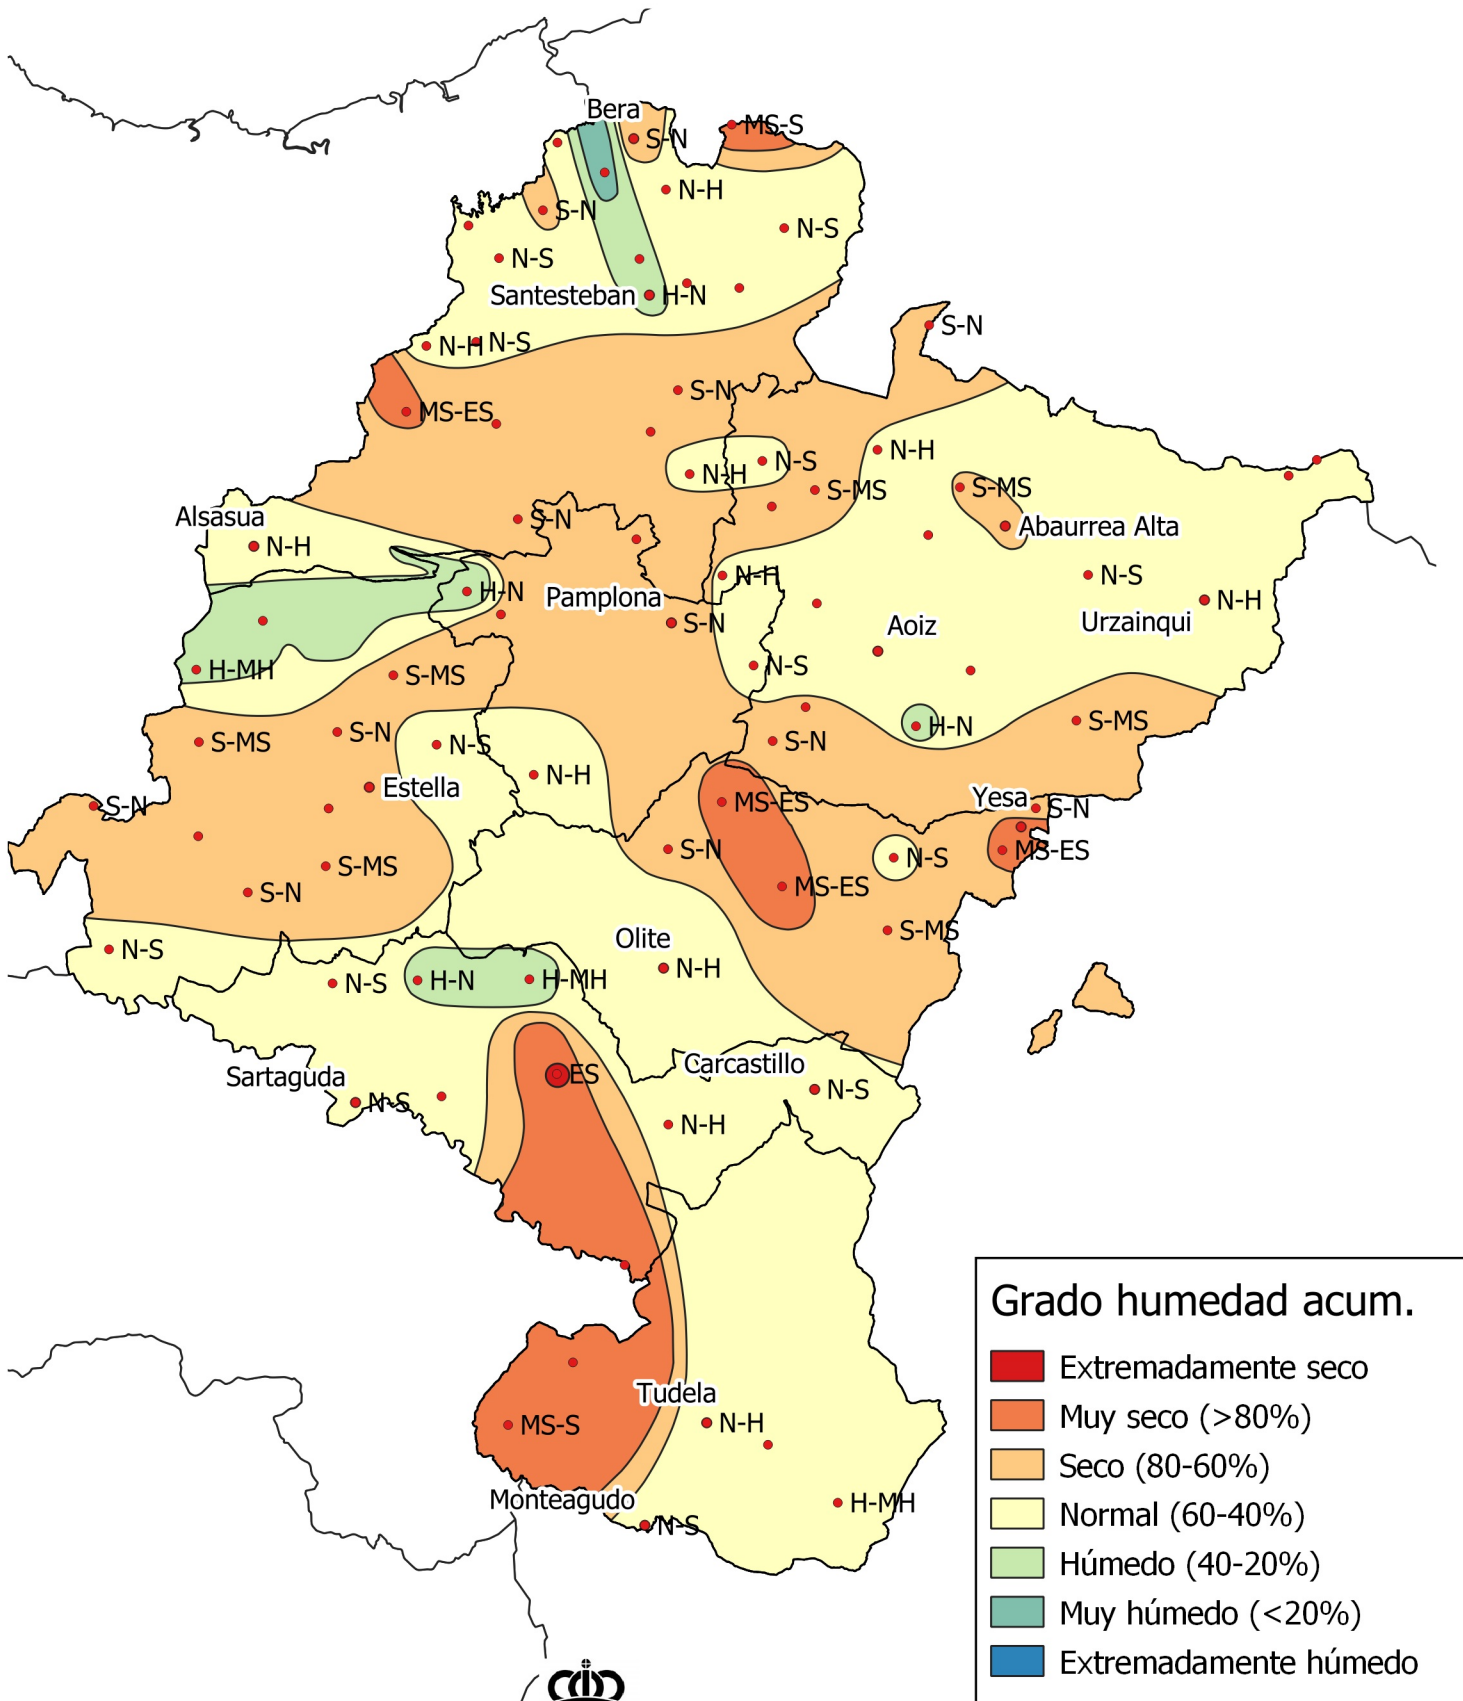 Bera
MS-S
S-N
N-H
S-N
N-S
N-S
Santesteban
H-N
S-N
N-H
N-S
S-N
MS-ES
N-H
N-S
N-H
S-MS
S-MS
Alsasua
S-N
Abaurrea Alta
N-H
N-H
N-S
H-N
Pamplona
N-H
S-N
Aoiz
Urzainqui
N-S
H-MH
S-MS
S-MS
H-N
S-N
S-MS
N-S
S-N
N-H
Estella
Yesa
S-N
MS-ES
S-N
S-N
MS-ES
N-S
S-MS
MS-ES
S-N
S-MS
Olite
N-S
N-H
N-S
H-N
H-MH
Carcastillo
Sartaguda
ES
N-S
N-S
N-H
Grado humedad acum.
Extremadamente seco
Muy seco (>80%)
Seco (80-60%)
Normal (60-40%)
Húmedo (40-20%)
Muy húmedo (<20%)
Extremadamente húmedo
Tudela
MS-S
N-H
Monteagudo
H-MH
N-S